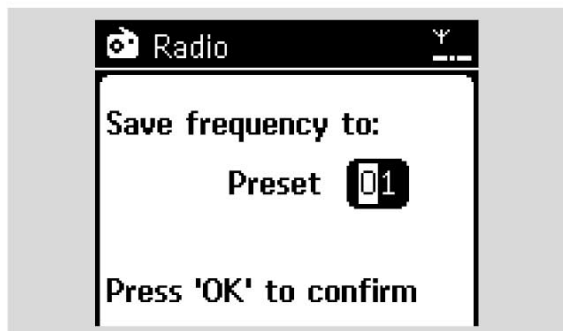 Radio
Save frequency to:
Preset 01
Press 'OK' to confirm